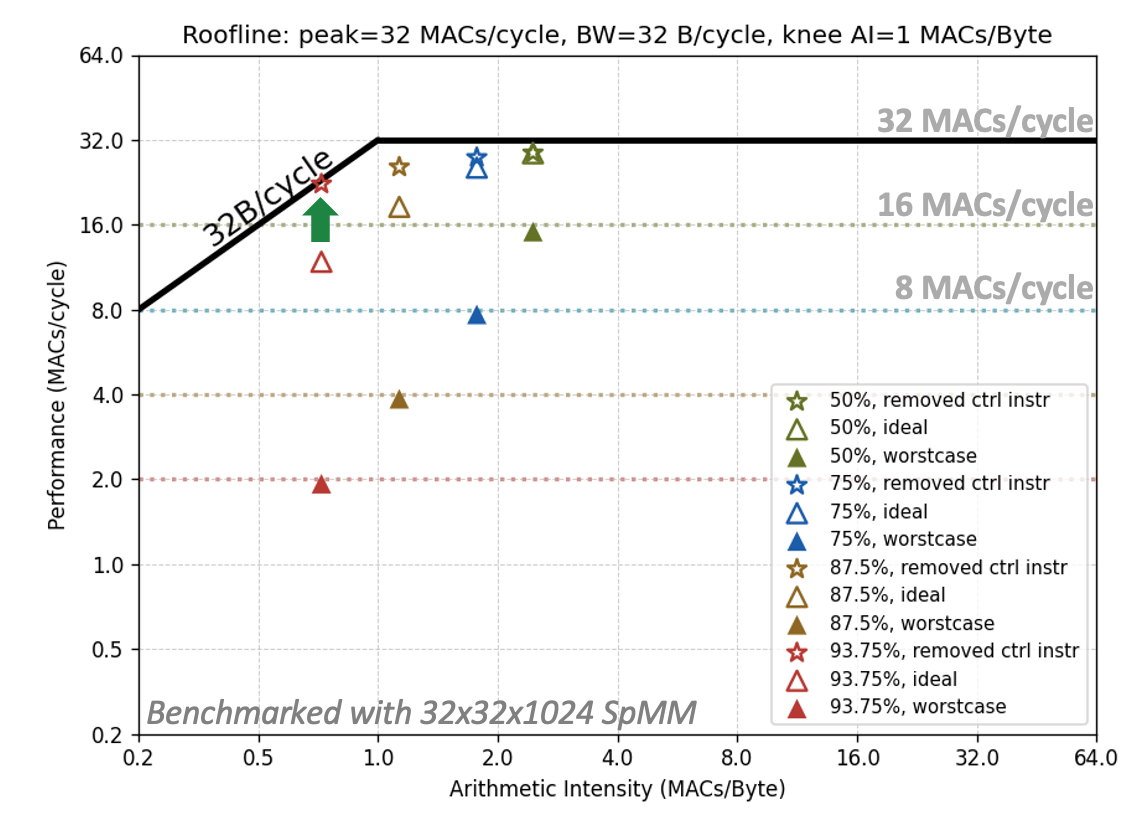 Roofline: peak=32 MACs/cycle, BW=32 B/cycle, knee AI=1 MACs/Byte
64.0
32.0
16.0
8.0
4.0
2.0
1.0
0.5
0.2
Performance (MACs/cycle)
32B/cycle
32 MACs/cycle
16 MACs/cycle
8 MACs/cycle
50%, removed ctrl instr
50%, ideal
50%, worstcase
75%, removed ctrl instr
75%, ideal
75%, worstcase
87.5%, removed ctrl instr
87.5%, ideal
87.5%, worstcase
93.75%, removed ctrl instr
93.75%, ideal
93.75%, worstcase
Benchmarked with 32x32x1024 SpMM
0.2 0.5 1.0 2.0 4.0 8.0 16.0 32.0 64.0
Arithmetic Intensity (MACs/Byte)